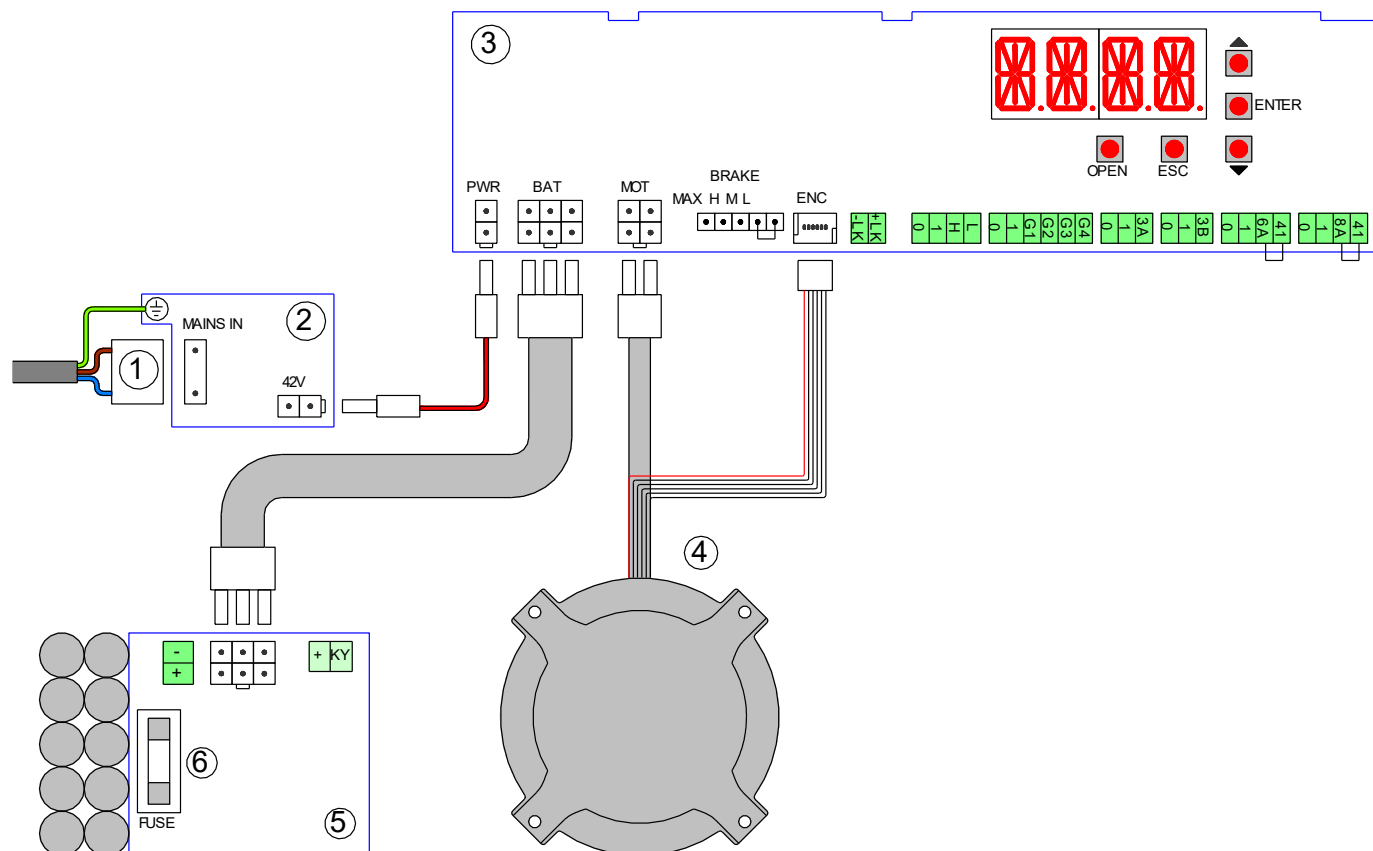 3
ENTER
OPEN ESC
PWR BAT MOT BRAKE ENC
MAX H M L
-LK +LK
0 1 H L
0 1 G1 G2 G3 G4
0 1 3A
0 1 3B
0 1 6A 41
0 1 8A 41
2
MAINS IN
1
42V
4
- +
+ KY
6
FUSE
5